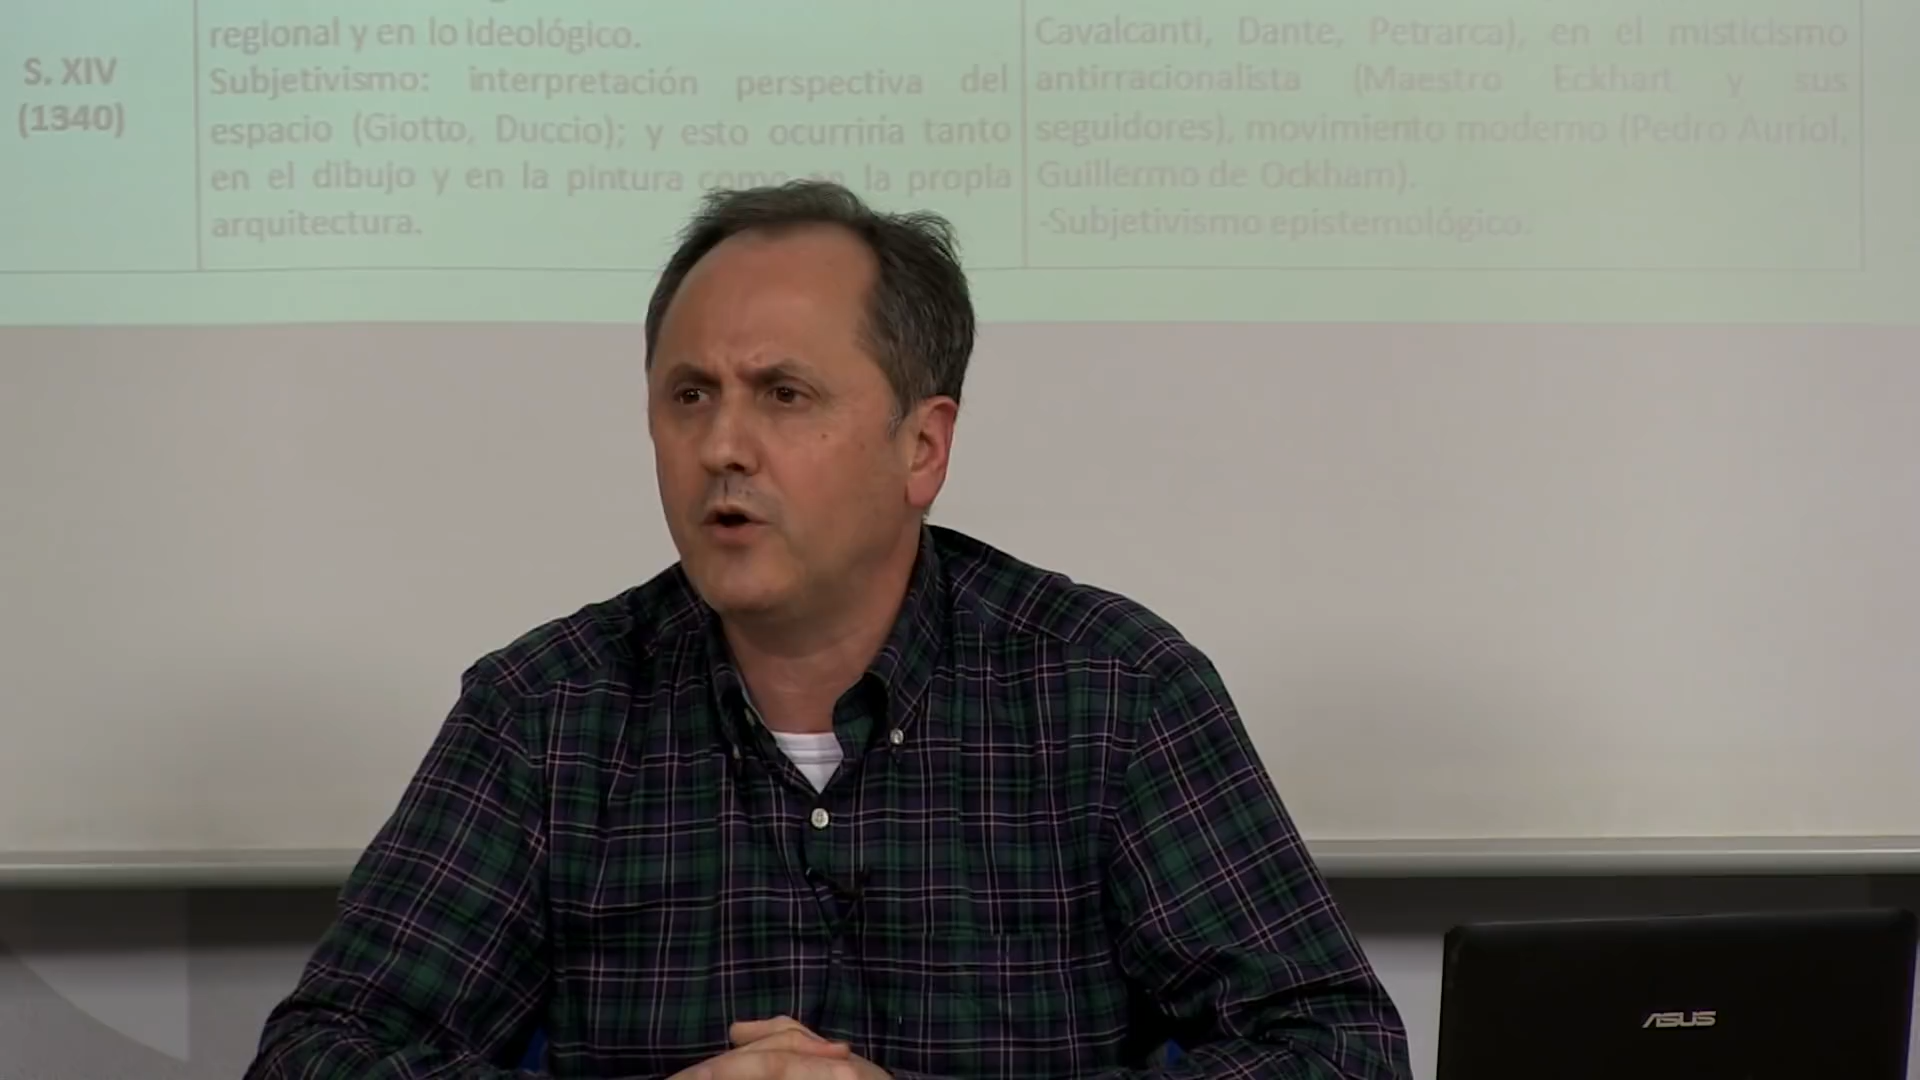 regional y en lo ideológico.
Subjetivismo: interpretación perspectiva del
espacio (Giotto, Duccio); y esto ocurriría tanto
en el dibujo y en la pintura como en la propia
arquitectura.
S. XIV
(1340)
Cavalcanti, Dante, Petrarca), en el misticismo
antirracionalista (Maestro Eckhart y sus
seguidores), movimiento moderno (Pedro Auriol,
Guillermo de Ockham).
-Subjetivismo epistemológico.
ASUS